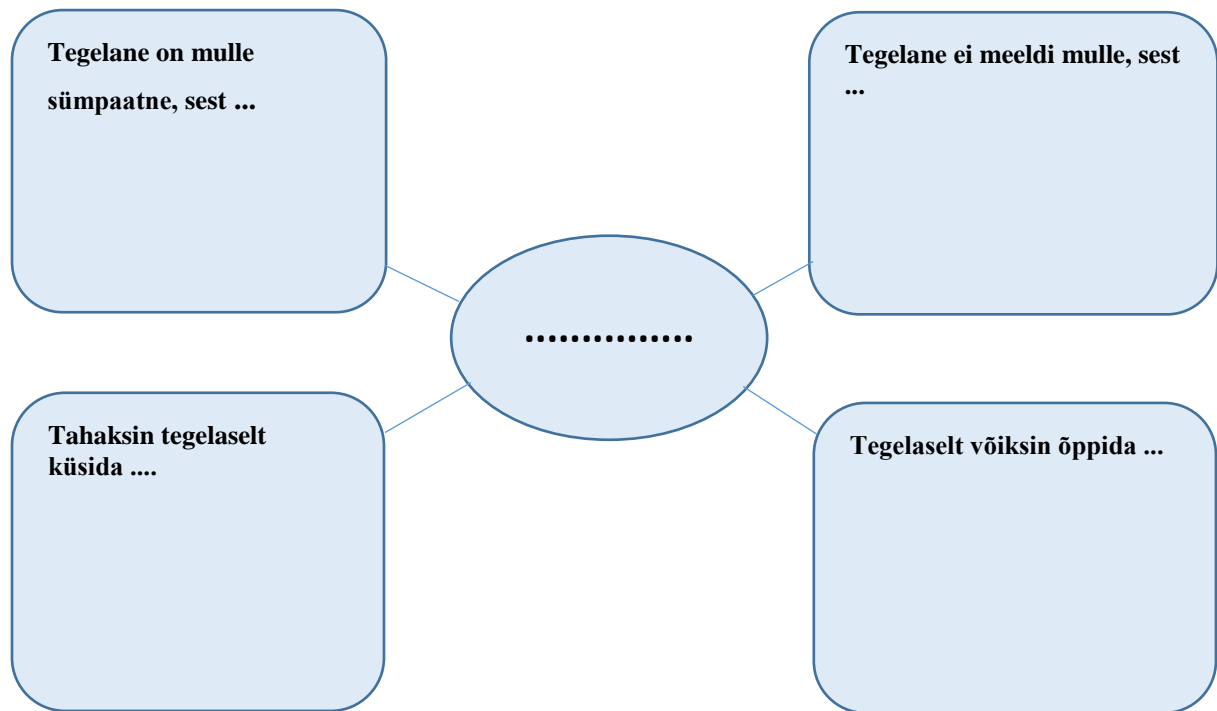 Tegelane on mulle
sümpaatne, sest ...
Tegelane ei meeldi mulle, sest
...
...............
Tahaksin tegelaselt
küsida ....
Tegelaselt võiksin õppida ...